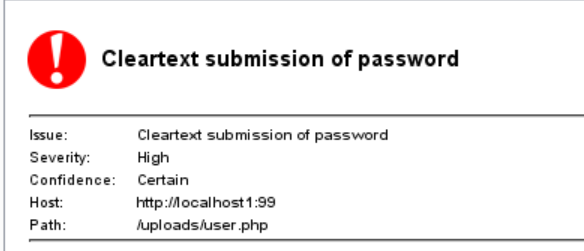 Cleartext submission of password
Issue: Cleartext submission of password
Severity: High
Confidence: Certain
Host: http://localhost1:99
Path: /uploads/user.php